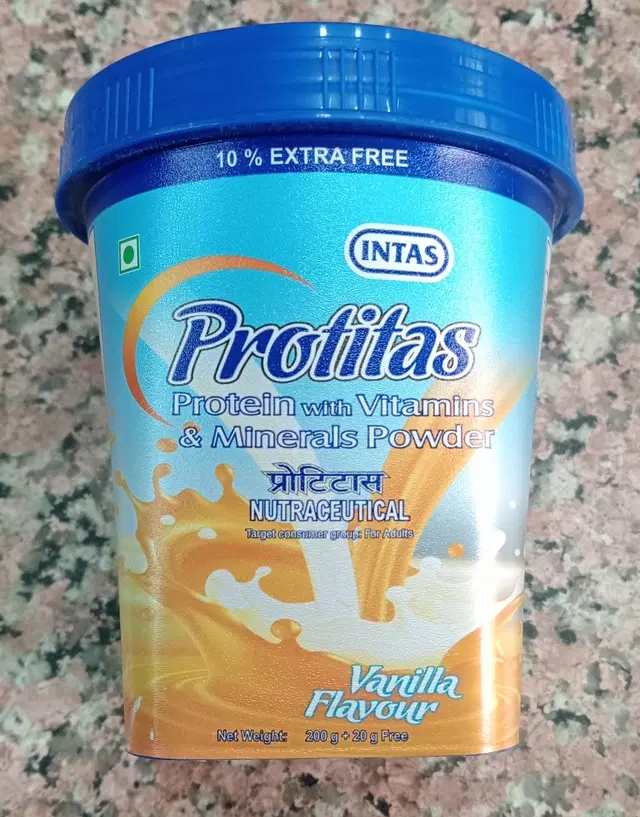 10 % EXTRA FREE
INTAS
Protitas
Protein with Vitamins
& Minerals Powder
प्रोटिटास
NUTRACEUTICAL
Target consumer group: For Adults
Vanilla
Flavour
Net Weight: 200 g + 20 g Free